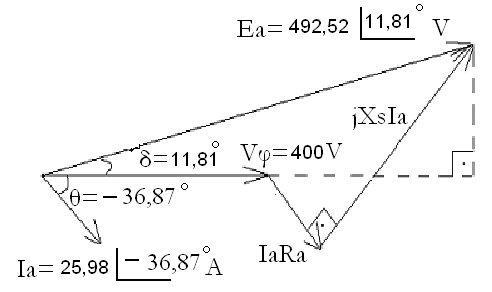 Ea= 492,52 11,81° V
jXsIa
δ=11,81° Vφ=400V
θ=−36,87°
IaRa
Ia= 25,98 −36,87°A